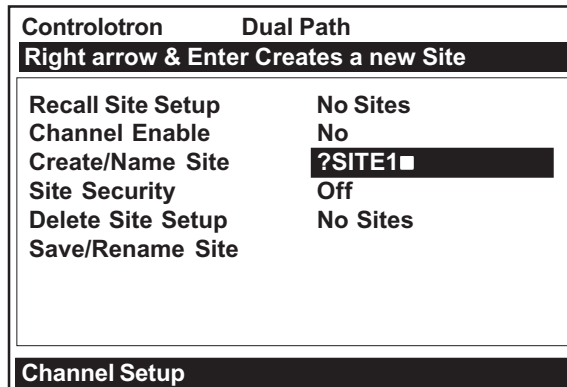 Controlotron Dual Path
Right arrow & Enter Creates a new Site
Recall Site Setup No Sites
Channel Enable No
Create/Name Site ?SITE1
Site Security Off
Delete Site Setup No Sites
Save/Rename Site
Channel Setup